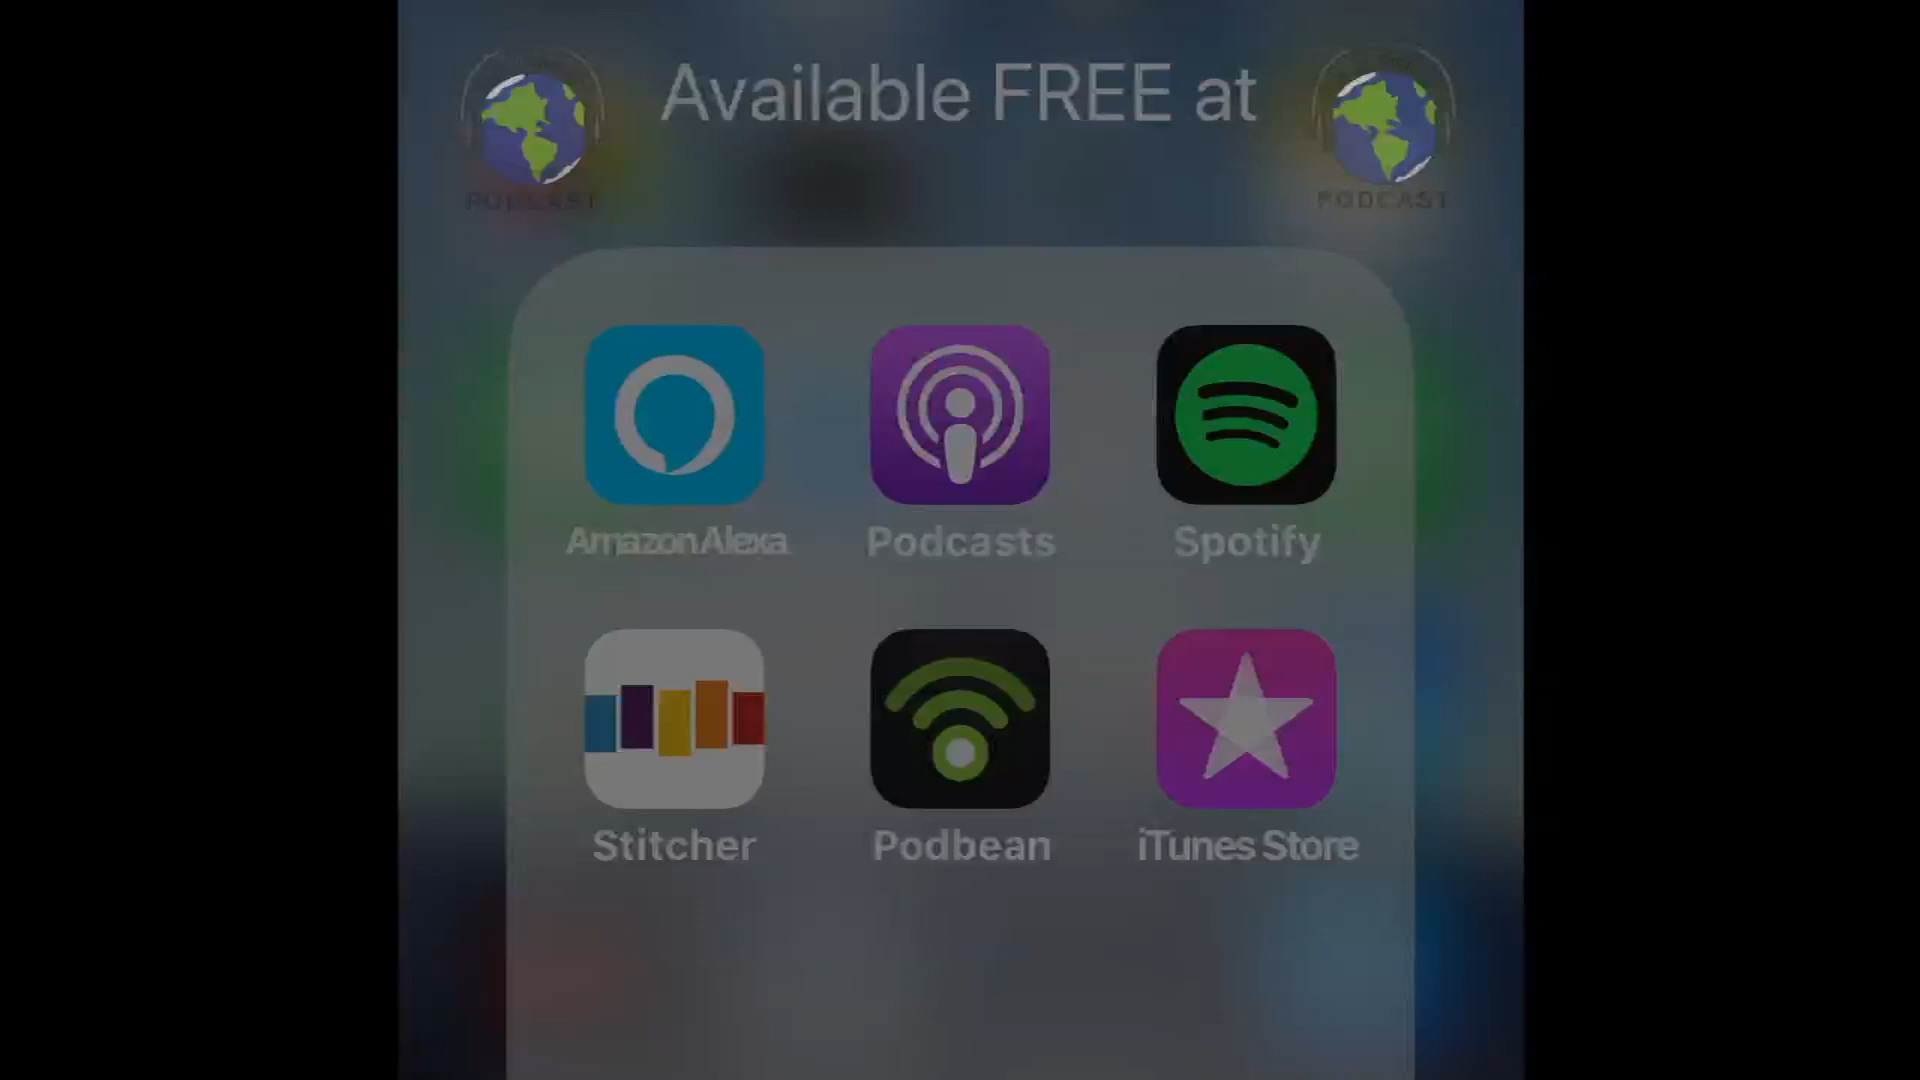 Available FREE at
PODCAST
PODCAST
Amazon Alexa
Podcasts
Spotify
Stitcher
Podbean
iTunes Store